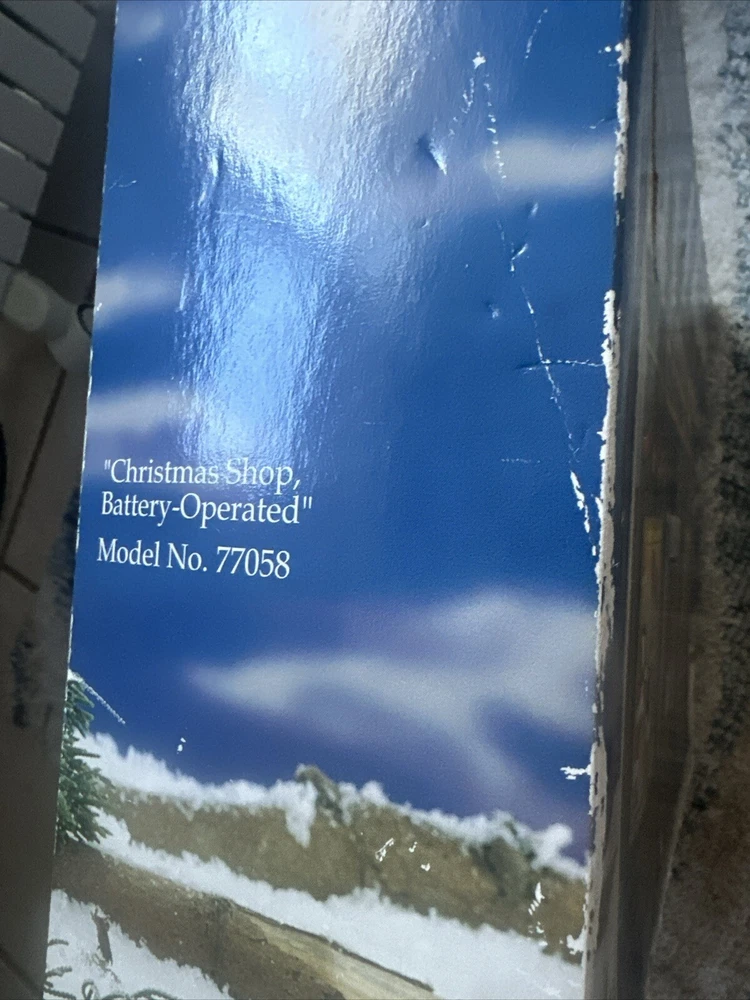 "Christmas Shop,
Battery-Operated"
Model No. 77058